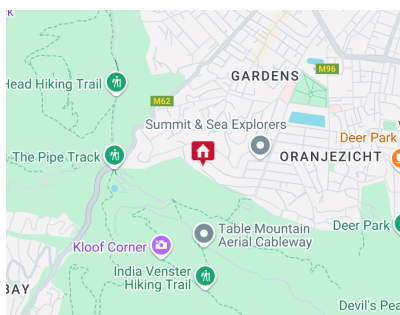 K
Head Hiking Trail
M96
GARDENS
M62
Summit & Sea Explorers
Deer Park
The Pipe Track
ORANJEZICHT
Deer Park
Table Mountain
Aerial Cableway
Kloof Corner
India Venster
Hiking Trail
BAY
Devil's Pea